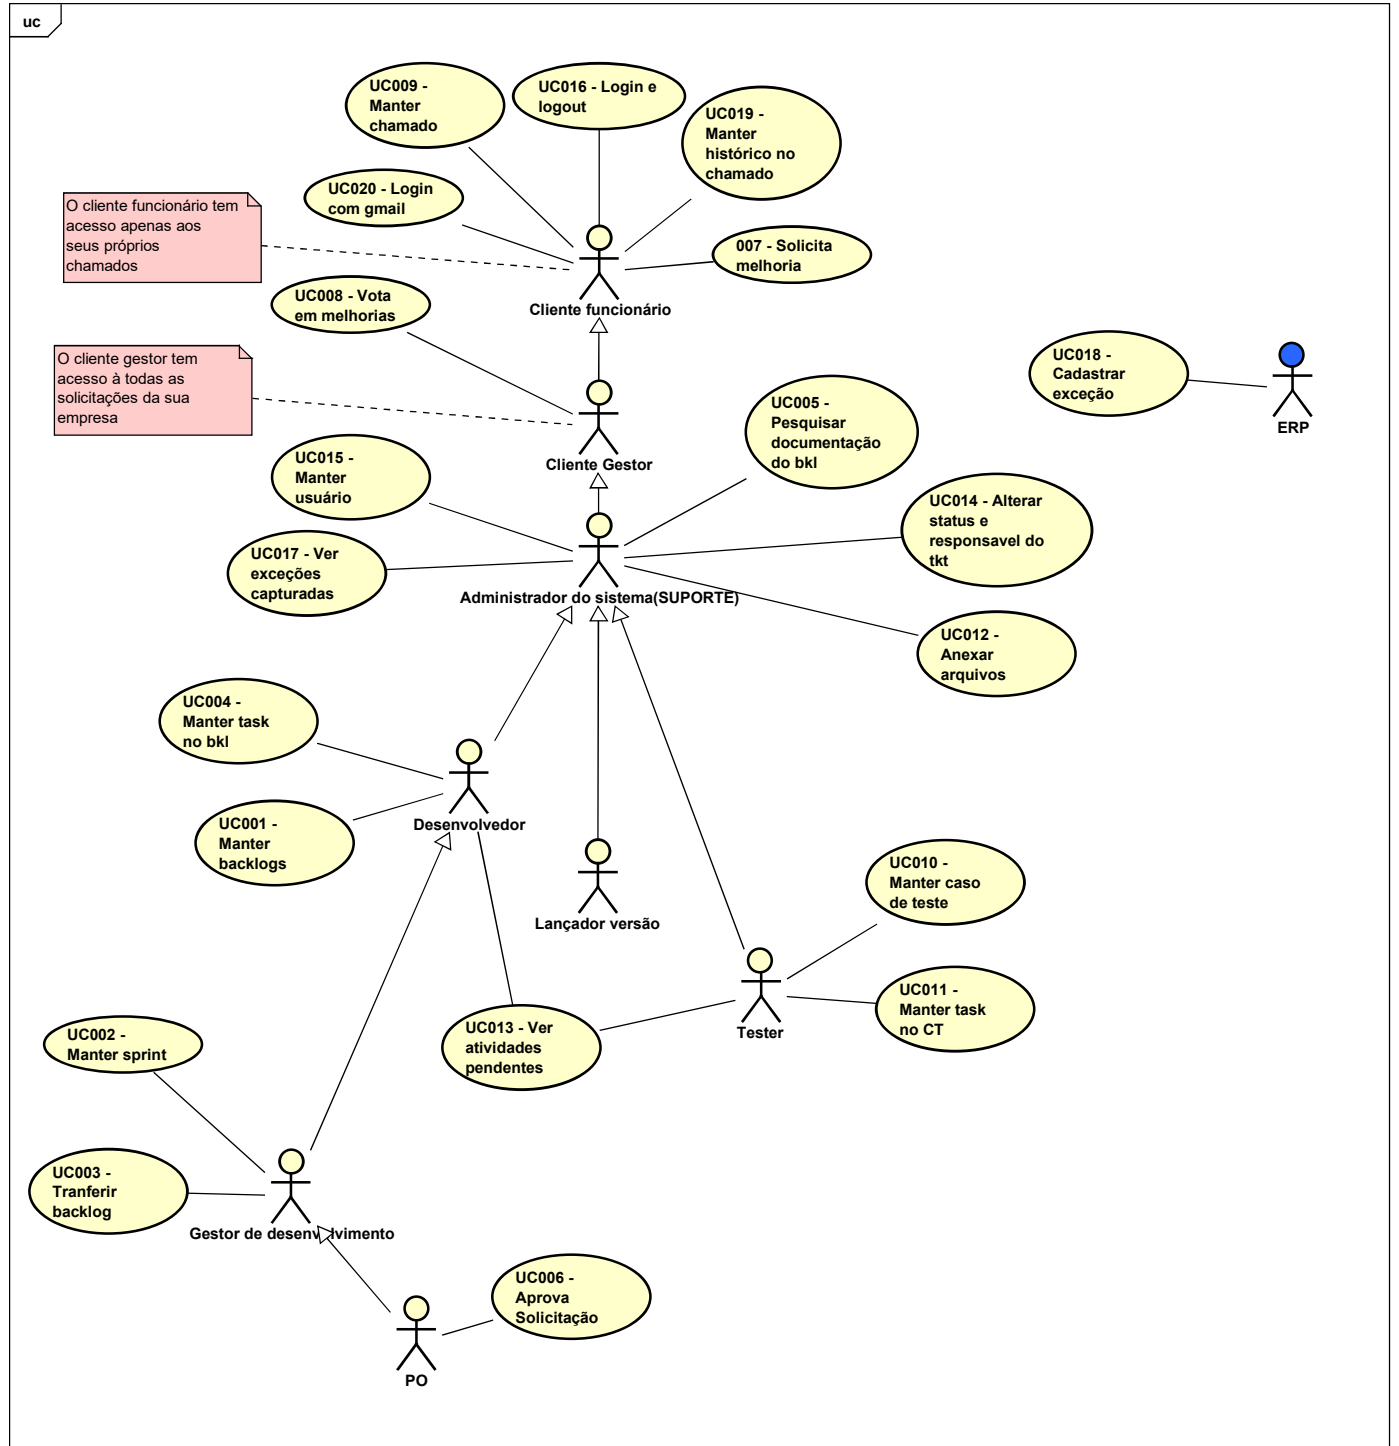 uc
UC009 -
Manter
chamado
UC016 - Login e
logout
UC019 -
Manter
histórico no
chamado
UC020 - Login
com gmail
O cliente funcionário tem
acesso apenas aos
seus próprios
chamados
007 - Solicita
melhoria
Cliente funcionário
UC008 - Vota
em melhorias
O cliente gestor tem
acesso à todas as
solicitações da sua
empresa
UC018 -
Cadastrar
exceção
ERP
UC005 -
Pesquisar
documentação
do bkl
Cliente Gestor
UC015 -
Manter
usuário
UC014 - Alterar
status e
responsavel do
tkt
UC017 - Ver
exceções
capturadas
Administrador do sistema(SUPORTE)
UC012 -
Anexar
arquivos
UC004 -
Manter task
no bkl
UC001 -
Manter
backlogs
Desenvolvedor
UC010 -
Manter caso
de teste
Lançador versão
UC011 -
Manter task
no CT
Tester
UC013 - Ver
atividades
pendentes
UC002 -
Manter sprint
UC003 -
Tranferir
backlog
Gestor de desenvolvimento
UC006 -
Aprova
Solicitação
PO